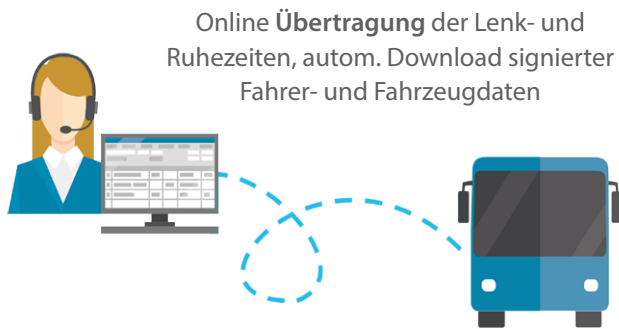 Online Übertragung der Lenk- und
Ruhezeiten, autom. Download signierter
Fahrer- und Fahrzeugdaten